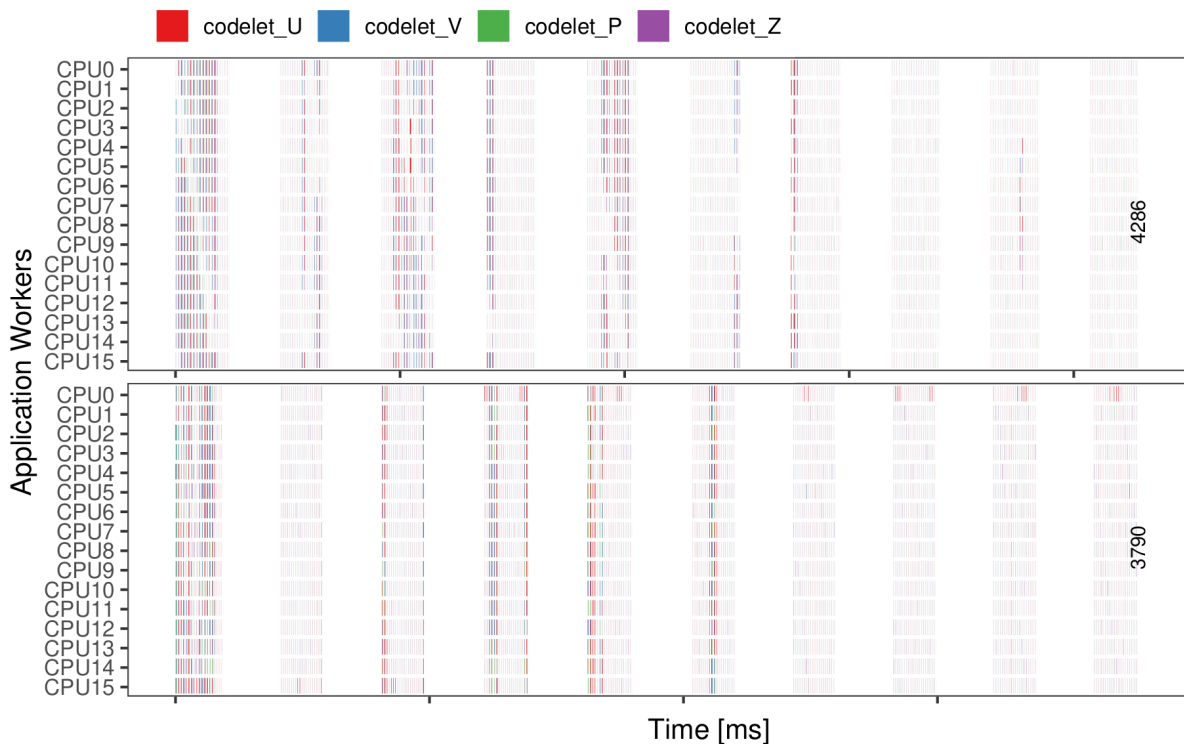 codelet_U codelet_V codelet_P codelet_Z
Application Workers
CPU0
CPU1
CPU2
CPU3
CPU4
CPU5
CPU6
CPU7
CPU8
CPU9
CPU10
CPU11
CPU12
CPU13
CPU14
CPU15
4286
CPU0
CPU1
CPU2
CPU3
CPU4
CPU5
CPU6
CPU7
CPU8
CPU9
CPU10
CPU11
CPU12
CPU13
CPU14
CPU15
3790
Time [ms]